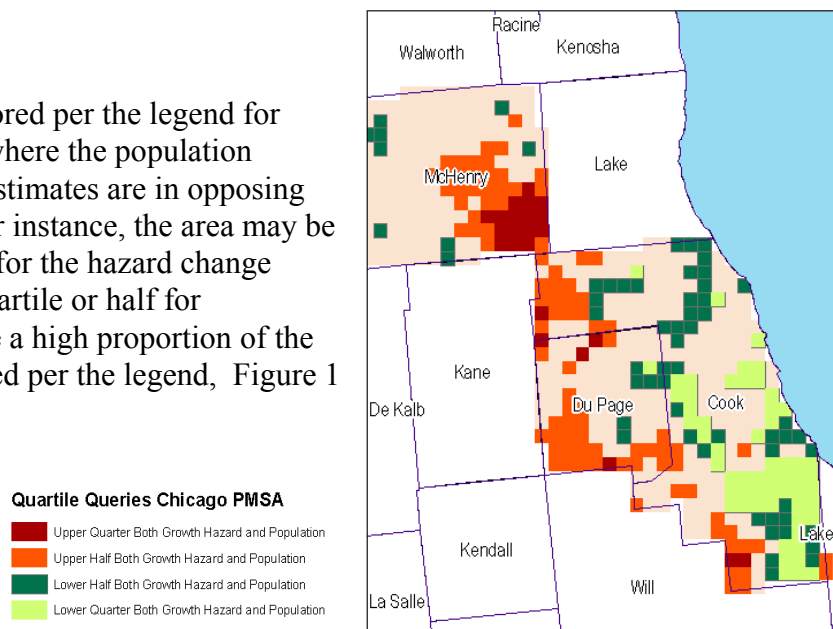 ored per the legend for
where the population
estimates are in opposing
r instance, the area may be
for the hazard change
artile or half for
e a high proportion of the
ed per the legend, Figure 1
Quartile Queries Chicago PMSA
Upper Quarter Both Growth Hazard and Population
Upper Half Both Growth Hazard and Population
Lower Half Both Growth Hazard and Population
Lower Quarter Both Growth Hazard and Population
Racine
Walworth
Kenosha
McHenry
Lake
Kane
De Kalb
Du Page
Cook
Kendall
Lake
La Salle
Will